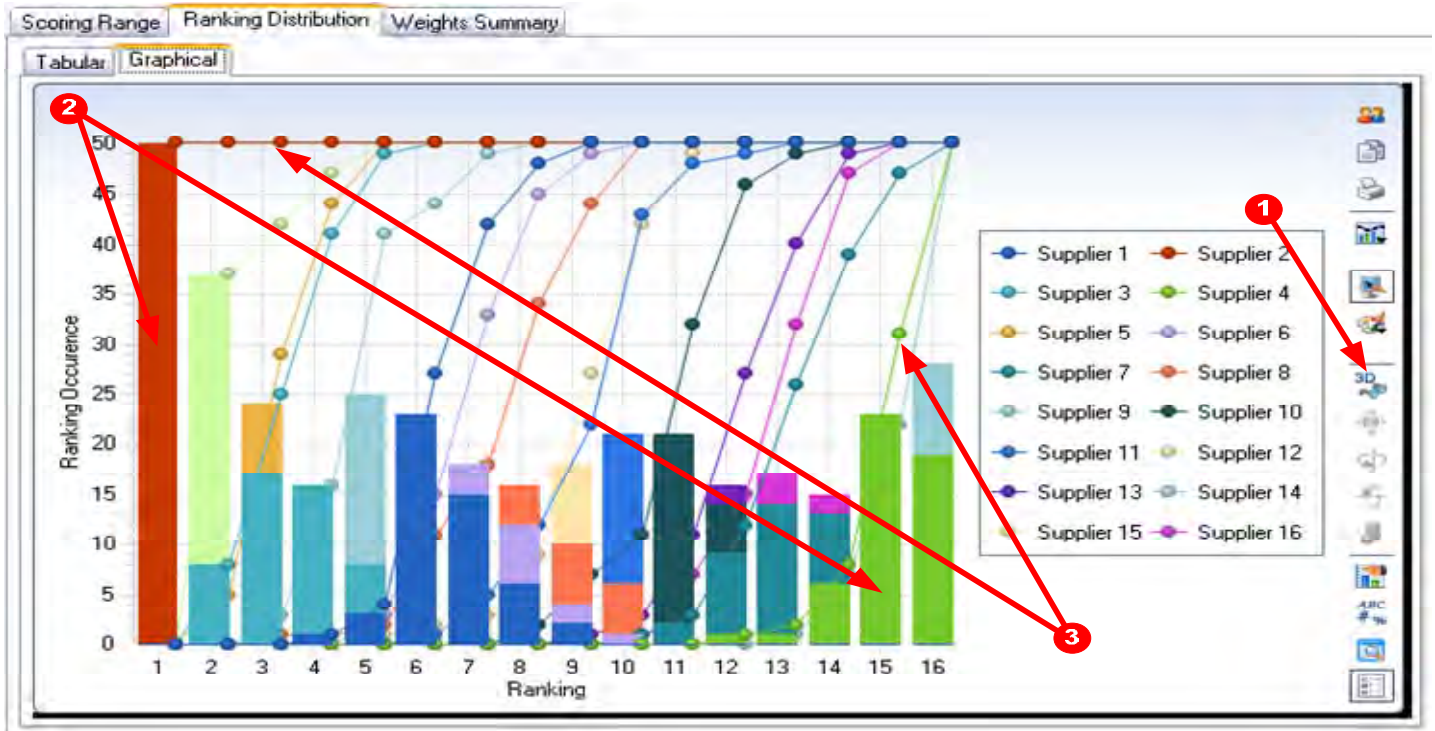 Scoring Range Ranking Distribution Weights Summary
Tabular Graphical
2
1
3
50
45
40
35
30
25
20
15
10
5
0
Ranking Occurence
1 2 3 4 5 6 7 8 9 10 11 12 13 14 15 16
Ranking
Supplier 1 Supplier 2
Supplier 3 Supplier 4
Supplier 5 Supplier 6
Supplier 7 Supplier 8
Supplier 9 Supplier 10
Supplier 11 Supplier 12
Supplier 13 Supplier 14
Supplier 15 Supplier 16
3D
ABC
# %